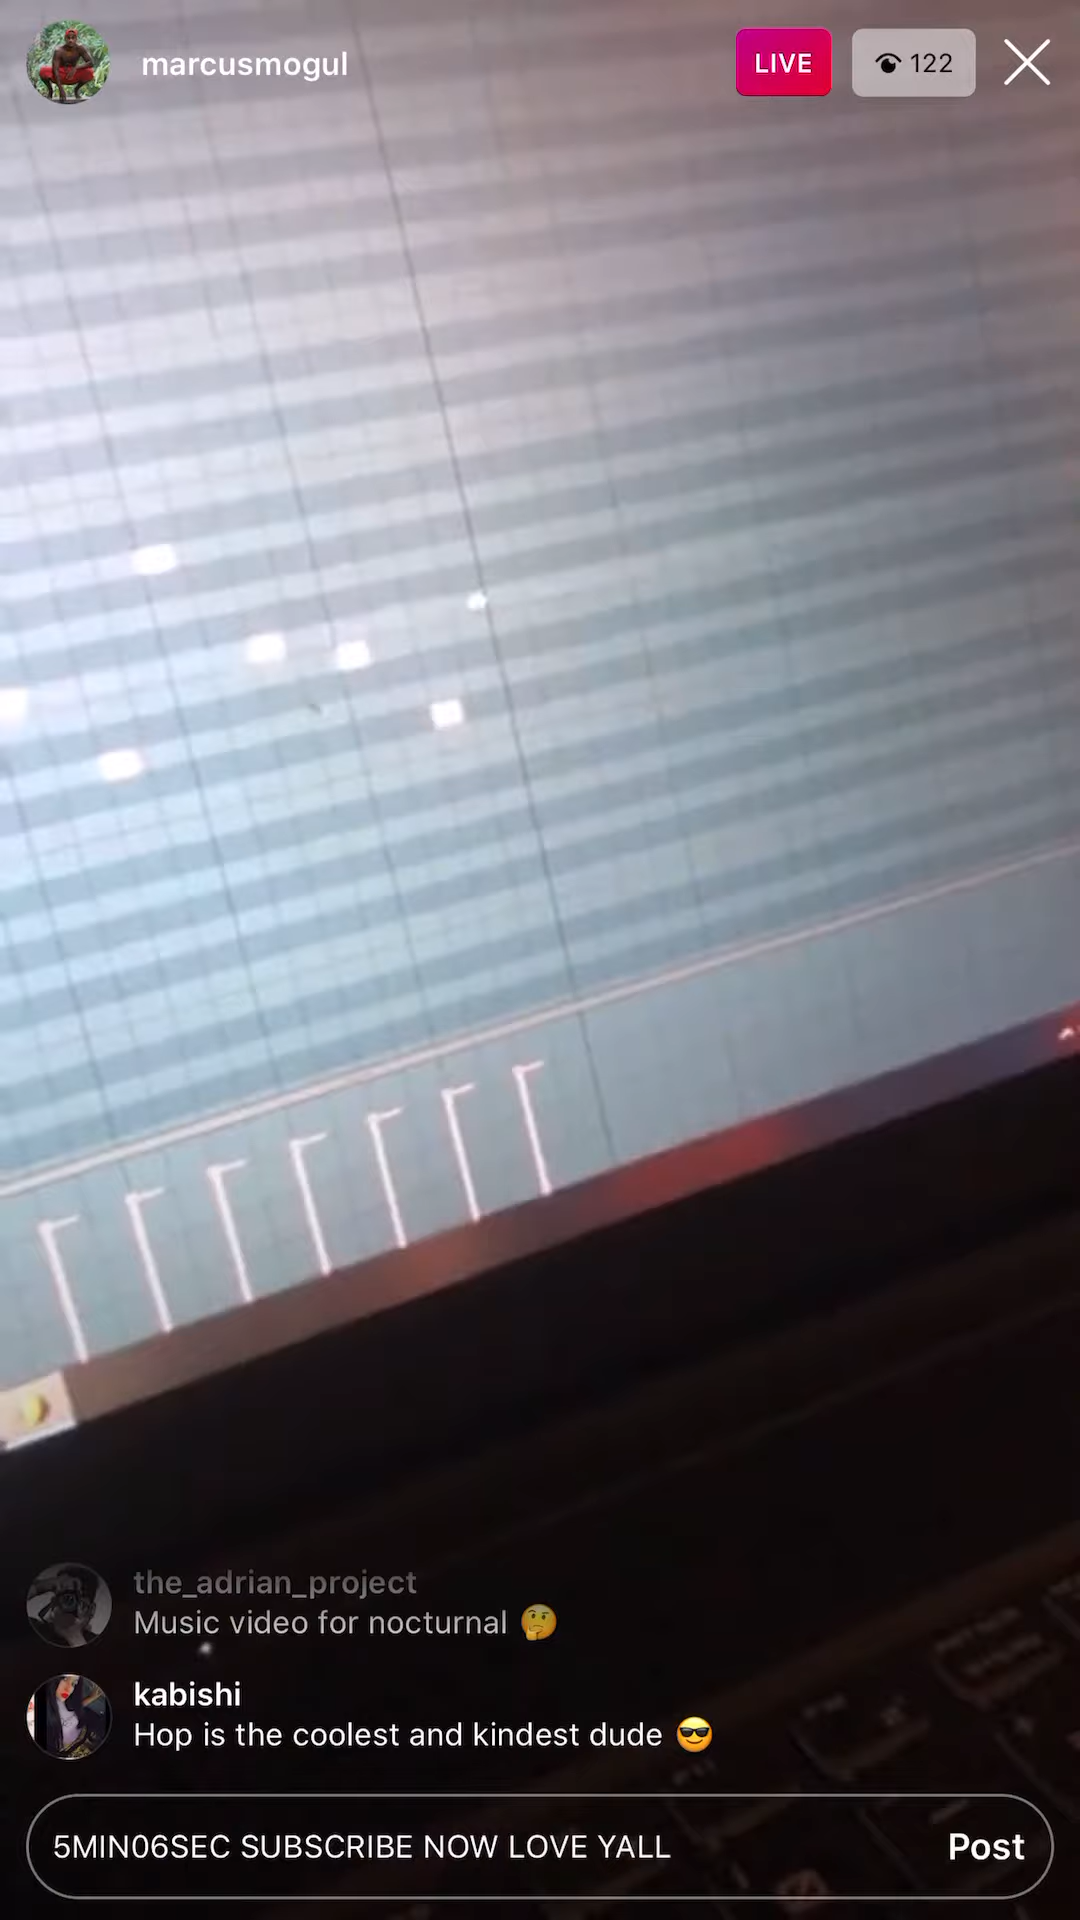 marcusmogul
LIVE
122
the_adrian_project
Music video for nocturnal 🤔
kabishi
Hop is the coolest and kindest dude 😎
5MIN06SEC SUBSCRIBE NOW LOVE YALL
Post